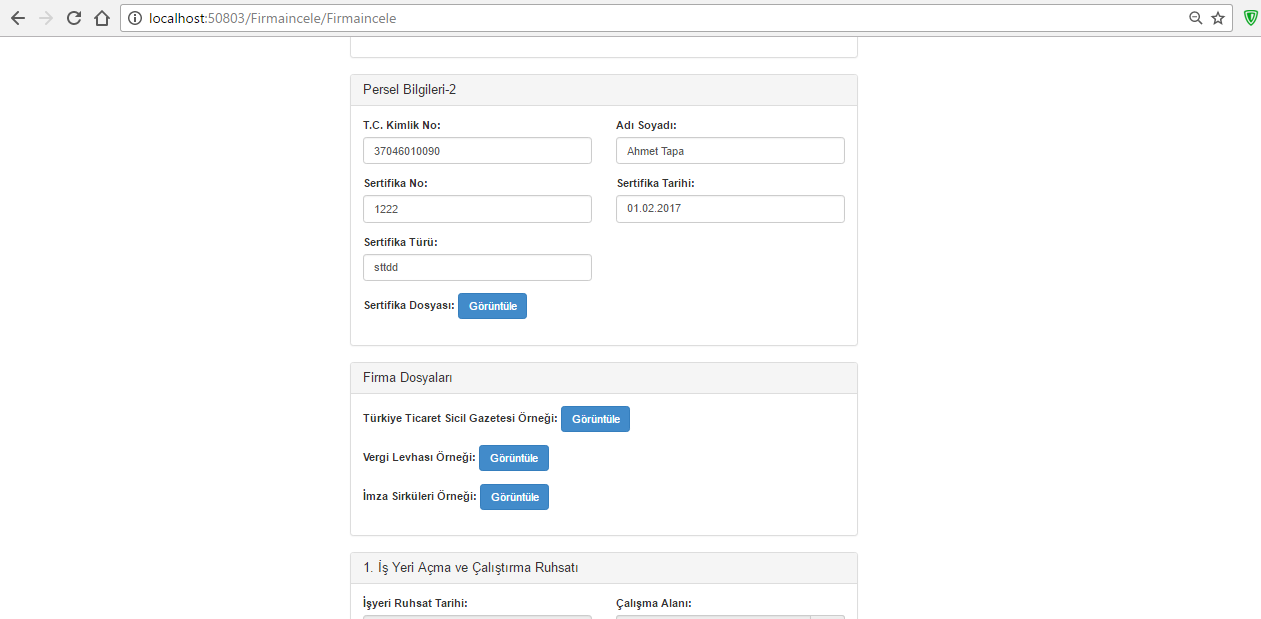 localhost:50803/Firmaincele/Firmaincele
Persel Bilgileri-2
T.C. Kimlik No:
Adı Soyadı:
37046010090
Ahmet Tapa
Sertifika No:
Sertifika Tarihi:
1222
01.02.2017
Sertifika Türü:
sttdd
Sertifika Dosyası: Görüntüle
Firma Dosyaları
Türkiye Ticaret Sicil Gazetesi Örneği: Görüntüle
Vergi Levhası Örneği: Görüntüle
İmza Sirküleri Örneği: Görüntüle
1. İş Yeri Açma ve Çalıştırma Ruhsatı
İşyeri Ruhsat Tarihi:
Çalışma Alanı: